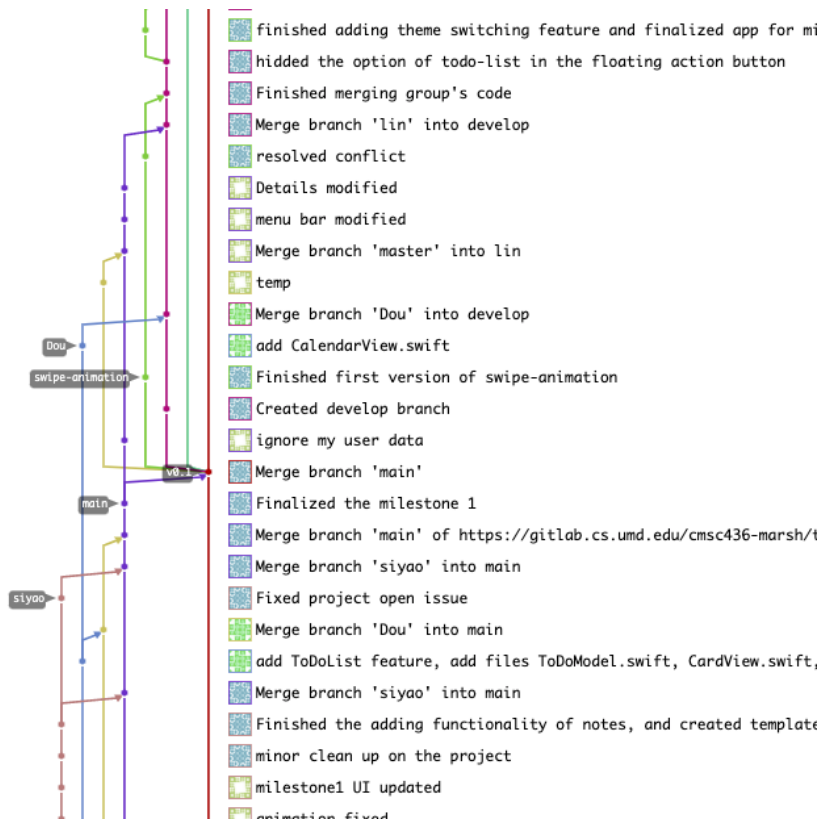 finished adding theme switching feature and finalized app for mi
hidded the option of todo-list in the floating action button
Finished merging group's code
Merge branch 'lin' into develop
resolved conflict
Details modified
menu bar modified
Merge branch 'master' into lin
temp
Merge branch 'Dou' into develop
Dou add CalendarView.swift
swipe-animation Finished first version of swipe-animation
Created develop branch
ignore my user data
v0.1 Merge branch 'main'
main Finalized the milestone 1
Merge branch 'main' of https://gitlab.cs.umd.edu/cmsc436-marsh/t
Merge branch 'siyao' into main
siyao Fixed project open issue
Merge branch 'Dou' into main
add ToDoList feature, add files ToDoModel.swift, CardView.swift,
Merge branch 'siyao' into main
Finished the adding functionality of notes, and created template
minor clean up on the project
milestone1 UI updated
animation fixed